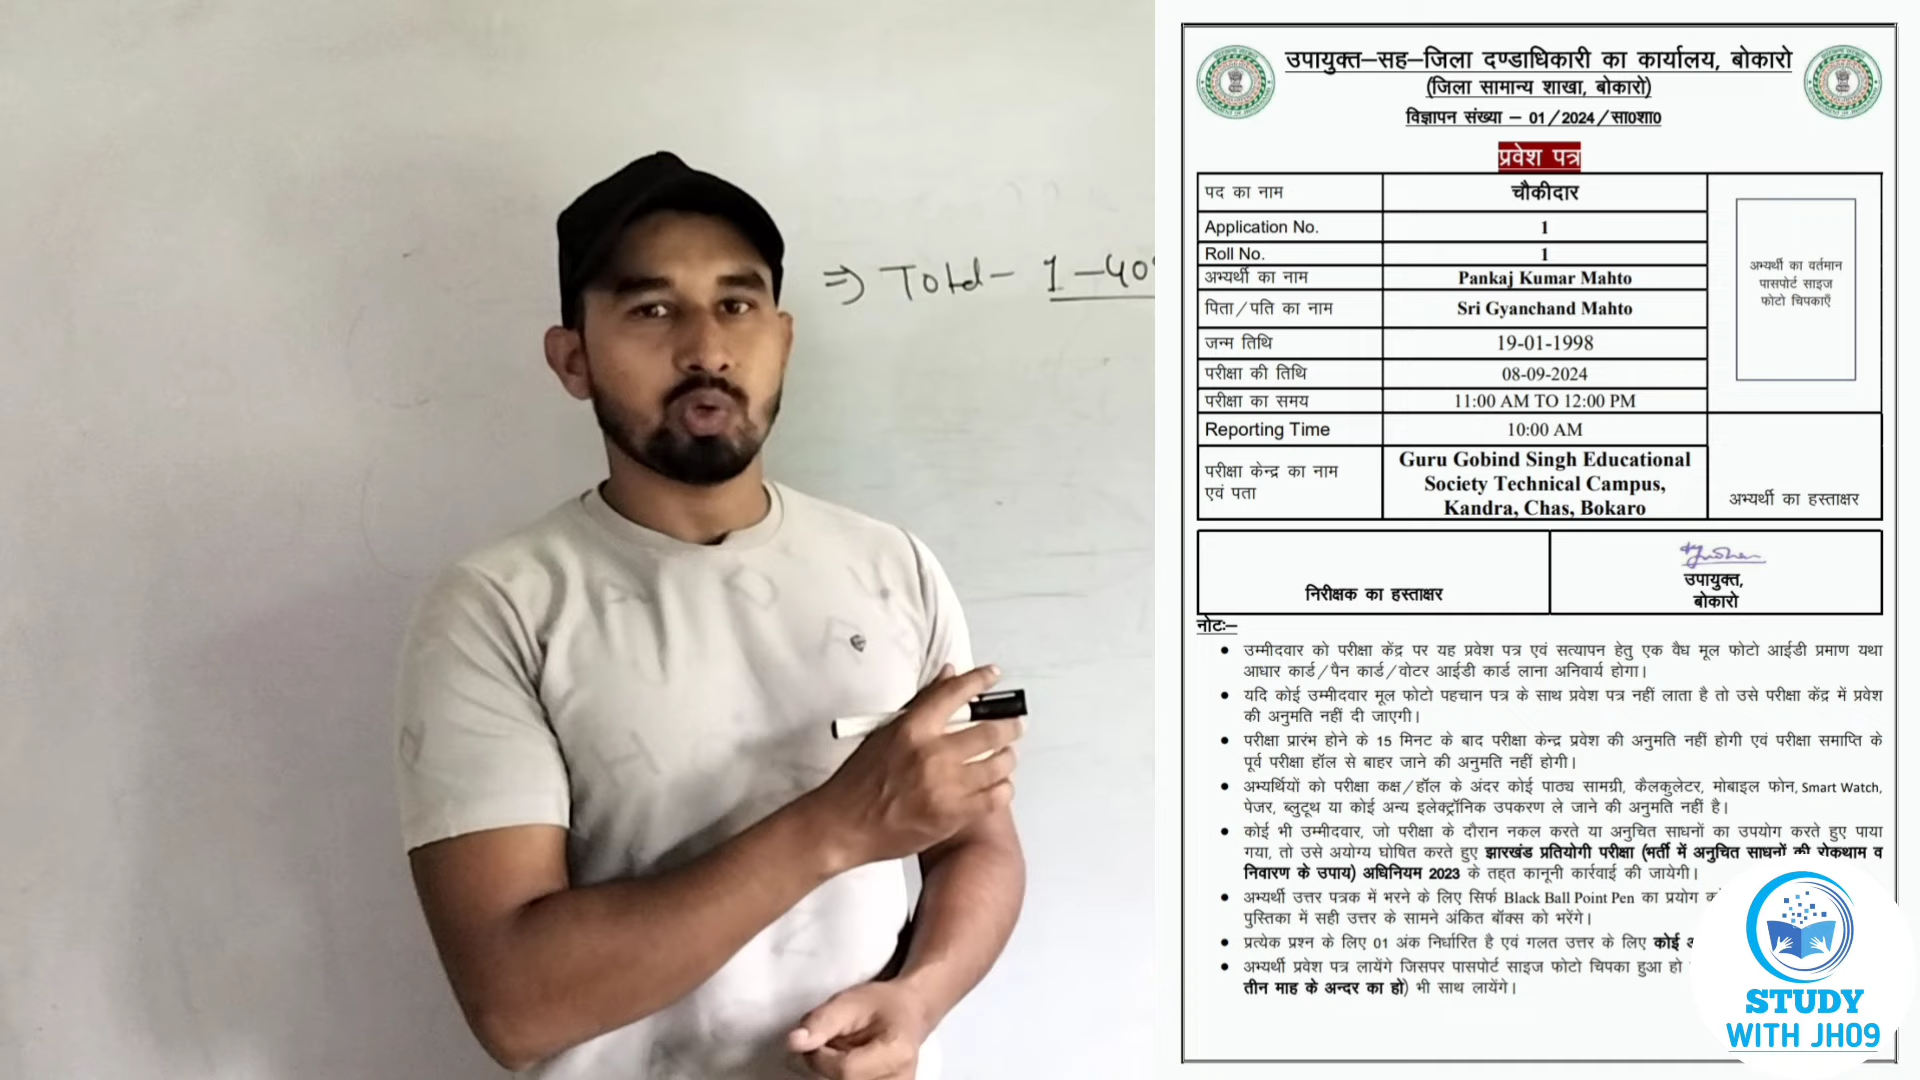 ⇒ Total - 1-40
उपायुक्त–सह–जिला दण्डाधिकारी का कार्यालय, बोकारो
(जिला सामान्य शाखा, बोकारो)
विज्ञापन संख्या – 01/2024/सा0शा0
प्रवेश पत्र
पद का नाम चौकीदार
Application No. 1
Roll No. 1
अभ्यर्थी का नाम Pankaj Kumar Mahto
पिता/पति का नाम Sri Gyanchand Mahto
जन्म तिथि 19-01-1998
परीक्षा की तिथि 08-09-2024
परीक्षा का समय 11:00 AM TO 12:00 PM
Reporting Time 10:00 AM
परीक्षा केन्द्र का नाम
एवं पता
Guru Gobind Singh Educational
Society Technical Campus,
Kandra, Chas, Bokaro
अभ्यर्थी का वर्तमान
पासपोर्ट साइज
फोटो चिपकाएँ
अभ्यर्थी का हस्ताक्षर
निरीक्षक का हस्ताक्षर
उपायुक्त,
बोकारो
नोटः–
• उम्मीदवार को परीक्षा केंद्र पर यह प्रवेश पत्र एवं सत्यापन हेतु एक वैध मूल फोटो आईडी प्रमाण यथा
आधार कार्ड/पैन कार्ड/वोटर आईडी कार्ड लाना अनिवार्य होगा।
• यदि कोई उम्मीदवार मूल फोटो पहचान पत्र के साथ प्रवेश पत्र नहीं लाता है तो उसे परीक्षा केंद्र में प्रवेश
की अनुमति नहीं दी जाएगी।
• परीक्षा प्रारंभ होने के 15 मिनट के बाद परीक्षा केन्द्र प्रवेश की अनुमति नहीं होगी एवं परीक्षा समाप्ति के
पूर्व परीक्षा हॉल से बाहर जाने की अनुमति नहीं होगी।
• अभ्यर्थियों को परीक्षा कक्ष/हॉल के अंदर कोई पाठ्य सामग्री, कैलकुलेटर, मोबाइल फोन, Smart Watch,
पेजर, ब्लुटूथ या कोई अन्य इलेक्ट्रॉनिक उपकरण ले जाने की अनुमति नहीं है।
• कोई भी उम्मीदवार, जो परीक्षा के दौरान नकल करते या अनुचित साधनों का उपयोग करते हुए पाया
गया, तो उसे अयोग्य घोषित करते हुए झारखंड प्रतियोगी परीक्षा (भर्ती में अनुचित साधनों की रोकथाम व
निवारण के उपाय) अधिनियम 2023 के तहत कानूनी कार्रवाई की जायेगी।
• अभ्यर्थी उत्तर पत्रक में भरने के लिए सिर्फ Black Ball Point Pen का प्रयोग
पुस्तिका में सही उत्तर के सामने अंकित बॉक्स को भरेंगे।
• प्रत्येक प्रश्न के लिए 01 अंक निर्धारित है एवं गलत उत्तर के लिए कोई
• अभ्यर्थी प्रवेश पत्र लायेंगे जिसपर पासपोर्ट साइज फोटो चिपका हुआ हो
तीन माह के अन्दर का हो) भी साथ लायेंगे।
STUDY
WITH JH09